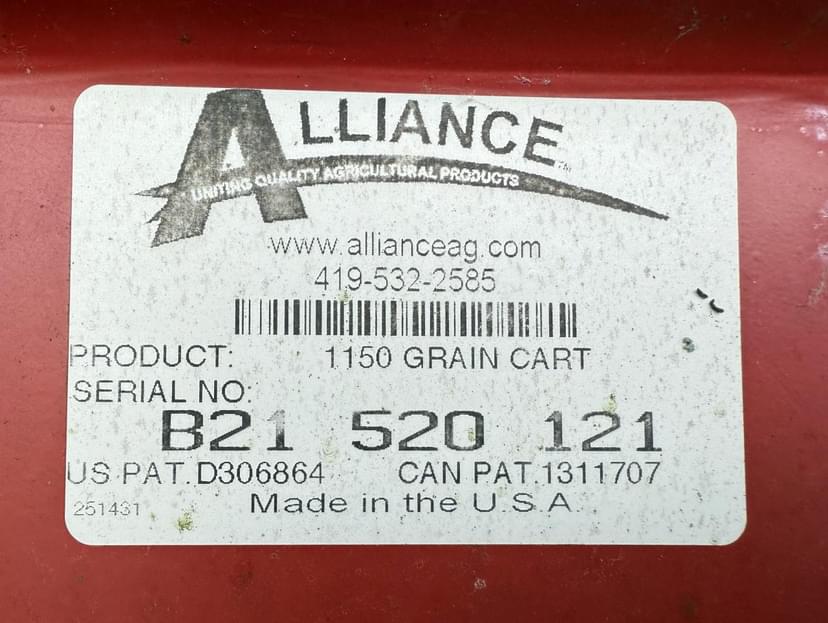 ALLIANCE™
UNITING QUALITY AGRICULTURAL PRODUCTS
www.allianceag.com
419-532-2585
PRODUCT: 1150 GRAIN CART
SERIAL NO:
B21 520 121
US PAT.D306864 CAN PAT.1311707
251431 Made in the U.S.A.